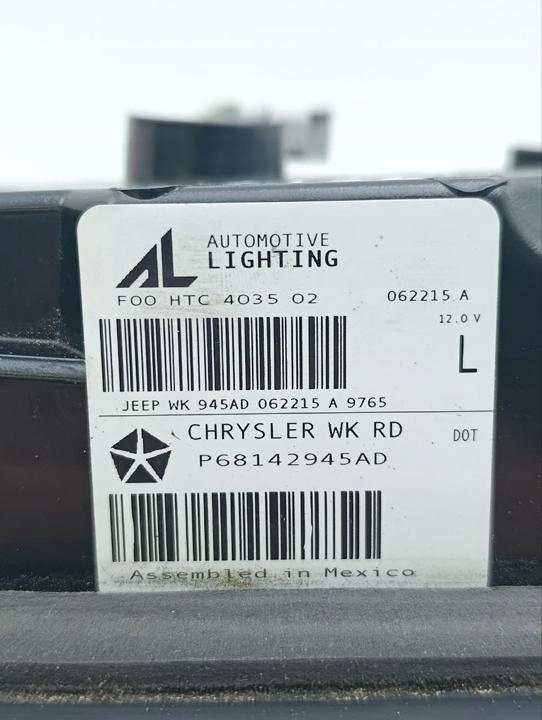 AL AUTOMOTIVE
LIGHTING
F00 HTC 4035 02 062215 A
12.0 V
L
JEEP WK 945AD 062215 A 9765
CHRYSLER WK RD DOT
P68142945AD
Assembled in Mexico